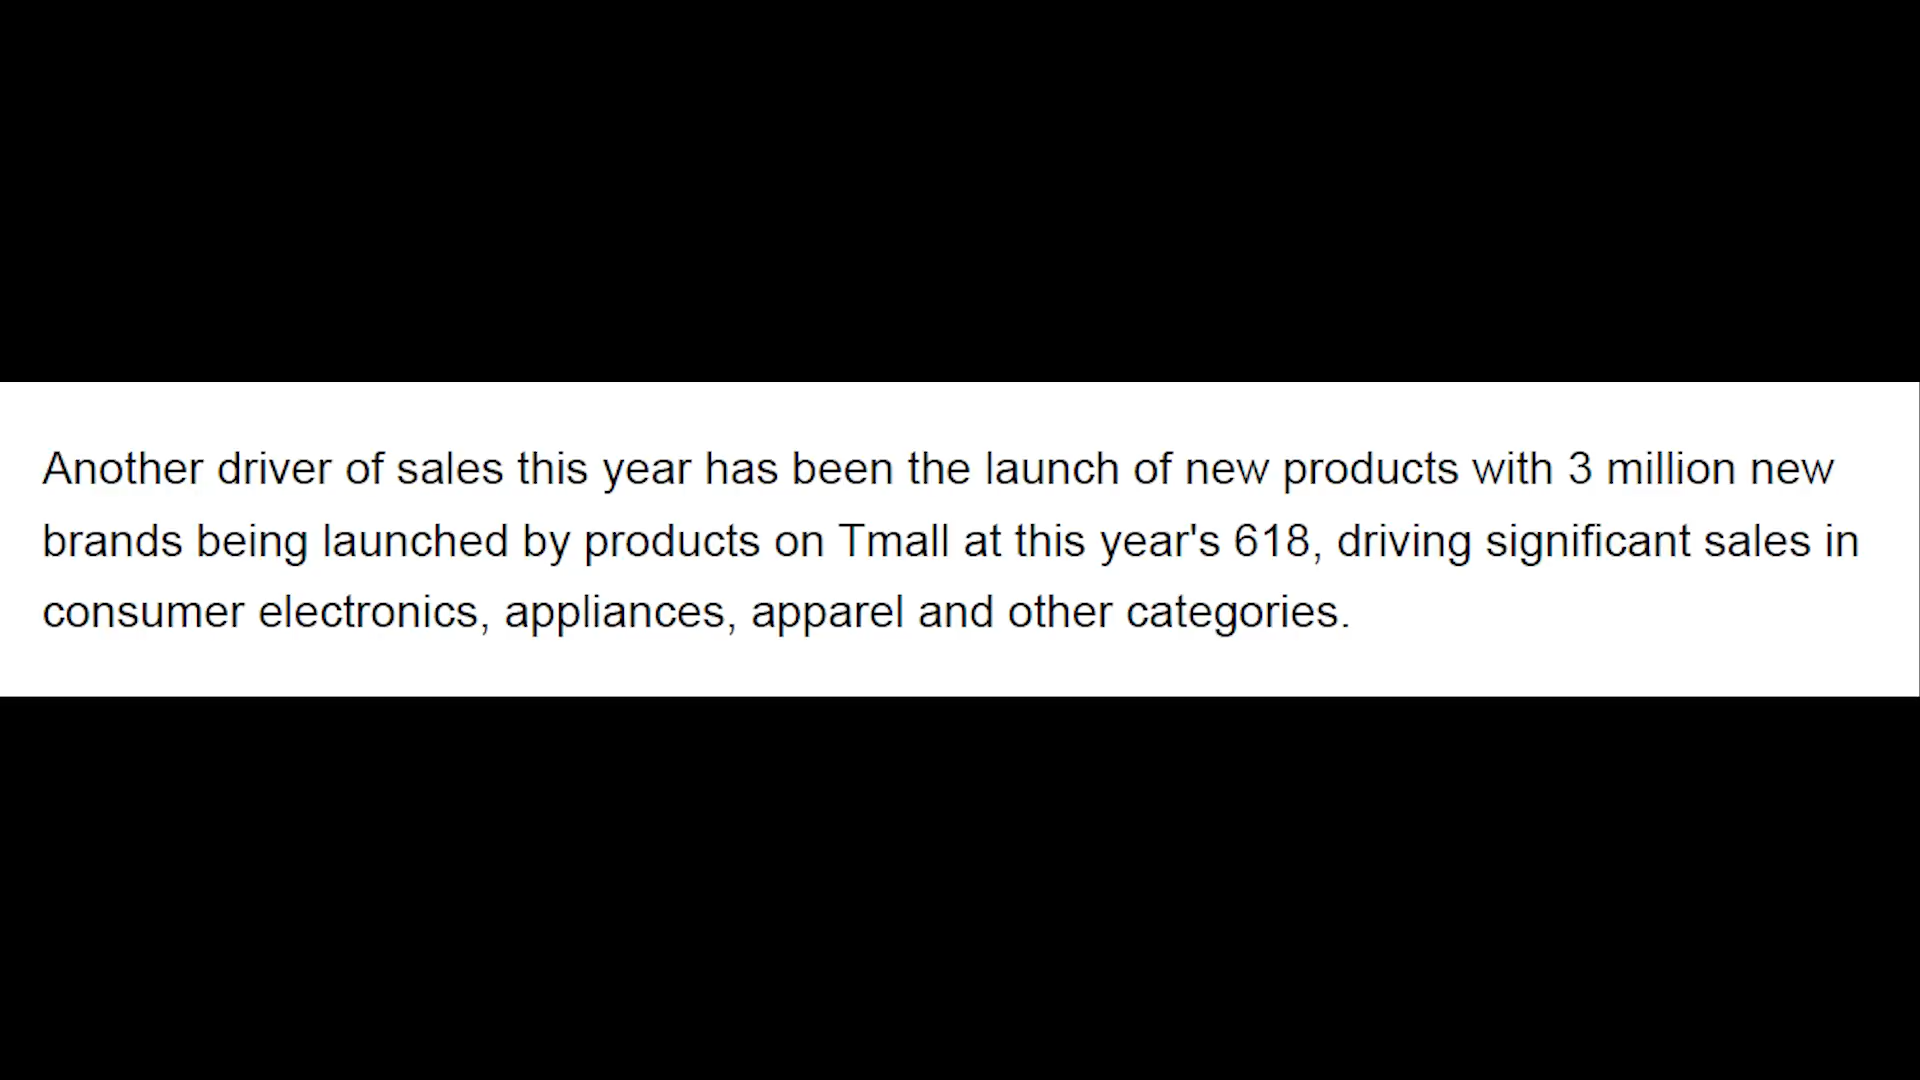 Another driver of sales this year has been the launch of new products with 3 million new
brands being launched by products on Tmall at this year's 618, driving significant sales in
consumer electronics, appliances, apparel and other categories.